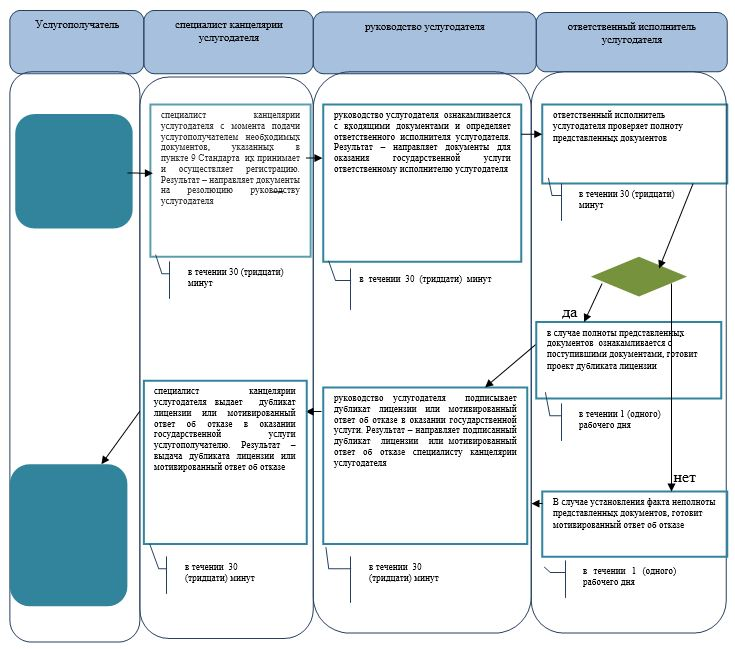 Услугополучатель
специалист канцелярии
услугодателя
руководство услугодателя
ответственный исполнитель
услугодателя
специалист канцелярии
услугодателя с момента подачи
услугополучателем необходимых
документов, указанных в
пункте 9 Стандарта их принимает
и осуществляет регистрацию.
Результат – направляет документы
на резолюцию руководству
услугодателя
в течении 30 (тридцати)
минут
руководство услугодателя ознакамливается
с входящими документами и определяет
ответственного исполнителя услугодателя.
Результат – направляет документы для
оказания государственной услуги
ответственному исполнителю услугодателя
в течении 30 (тридцати) минут
ответственный исполнитель
услугодателя проверяет полноту
представленных документов
в течении 30 (тридцати)
минут
да
в случае полноты представленных
документов ознакамливается с
поступившими документами, готовит
проект дубликата лицензии
в течении 1 (одного)
рабочего дня
нет
В случае установления факта неполноты
представленных документов, готовит
мотивированный ответ об отказе
в течении 1 (одного)
рабочего дня
руководство услугодателя подписывает
дубликат лицензии или мотивированный
ответ об отказе в оказании государственной
услуги. Результат – направляет подписанный
дубликат лицензии или мотивированный
ответ об отказе специалисту канцелярии
услугодателя
в течении 30
(тридцати) минут
специалист канцелярии
услугодателя выдает дубликат
лицензии или мотивированный
ответ об отказе в оказании
государственной услуги
услугополучателю. Результат –
выдача дубликата лицензии или
мотивированный ответ об отказе
в течении 30
(тридцати) минут